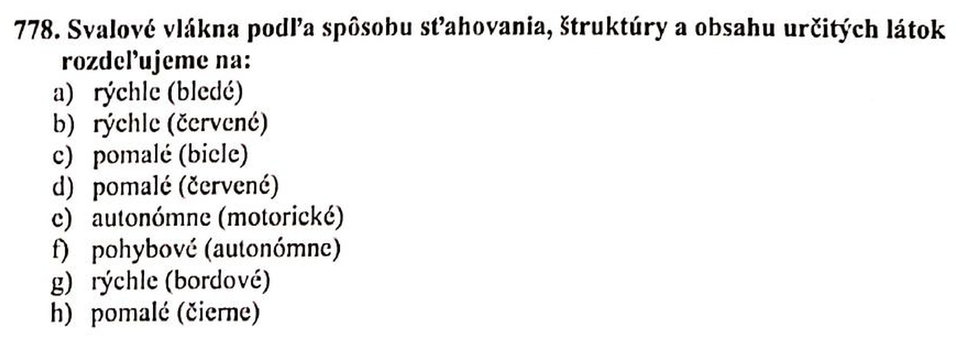 778. Svalové vlákna podľa spôsobu sťahovania, štruktúry a obsahu určitých látok
rozdeľujeme na:
a) rýchle (bledé)
b) rýchle (červené)
c) pomalé (biele)
d) pomalé (červené)
e) autonómne (motorické)
f) pohybové (autonómne)
g) rýchle (bordové)
h) pomalé (čierne)